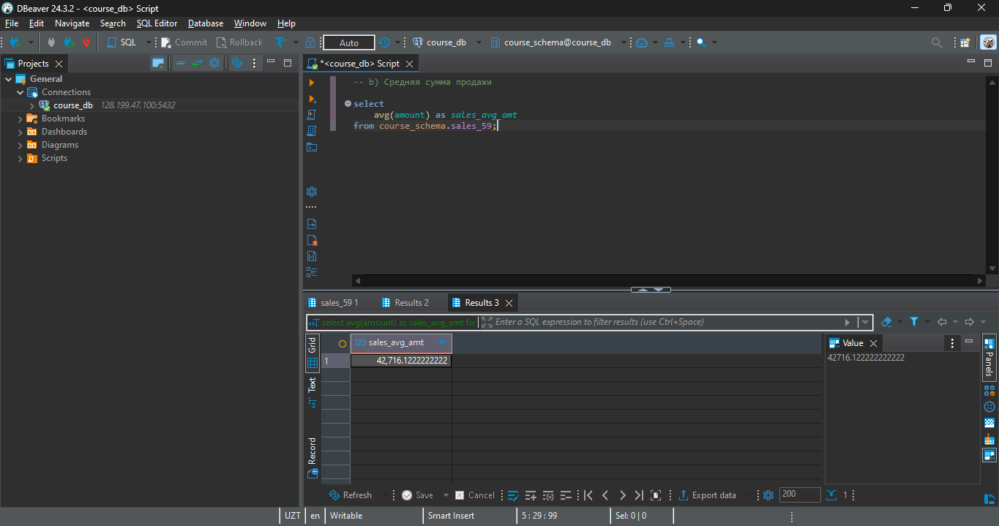 DBeaver 24.3.2 - <course_db> Script
File Edit Navigate Search SQL Editor Database Window Help
SQL Commit Rollback Auto course_db course_schema@course_db
Projects
*<course_db> Script
General
Connections
course_db 128.199.47.100:5432
Bookmarks
Dashboards
Diagrams
Scripts
-- b) Средняя сумма продажи
select
avg(amount) as sales_avg_amt
from course_schema.sales_59;
sales_59 1 Results 2 Results 3
select avg(amount) as sales_avg_amt fro Enter a SQL expression to filter results (use Ctrl+Space)
Grid
Text
Record
123 sales_avg_amt
1 42,716.1222222222
Value
42716.122222222222
Panels
Refresh Save Cancel Export data 200 1
UZT en Writable Smart Insert 5 : 29 : 99 Sel: 0 | 0